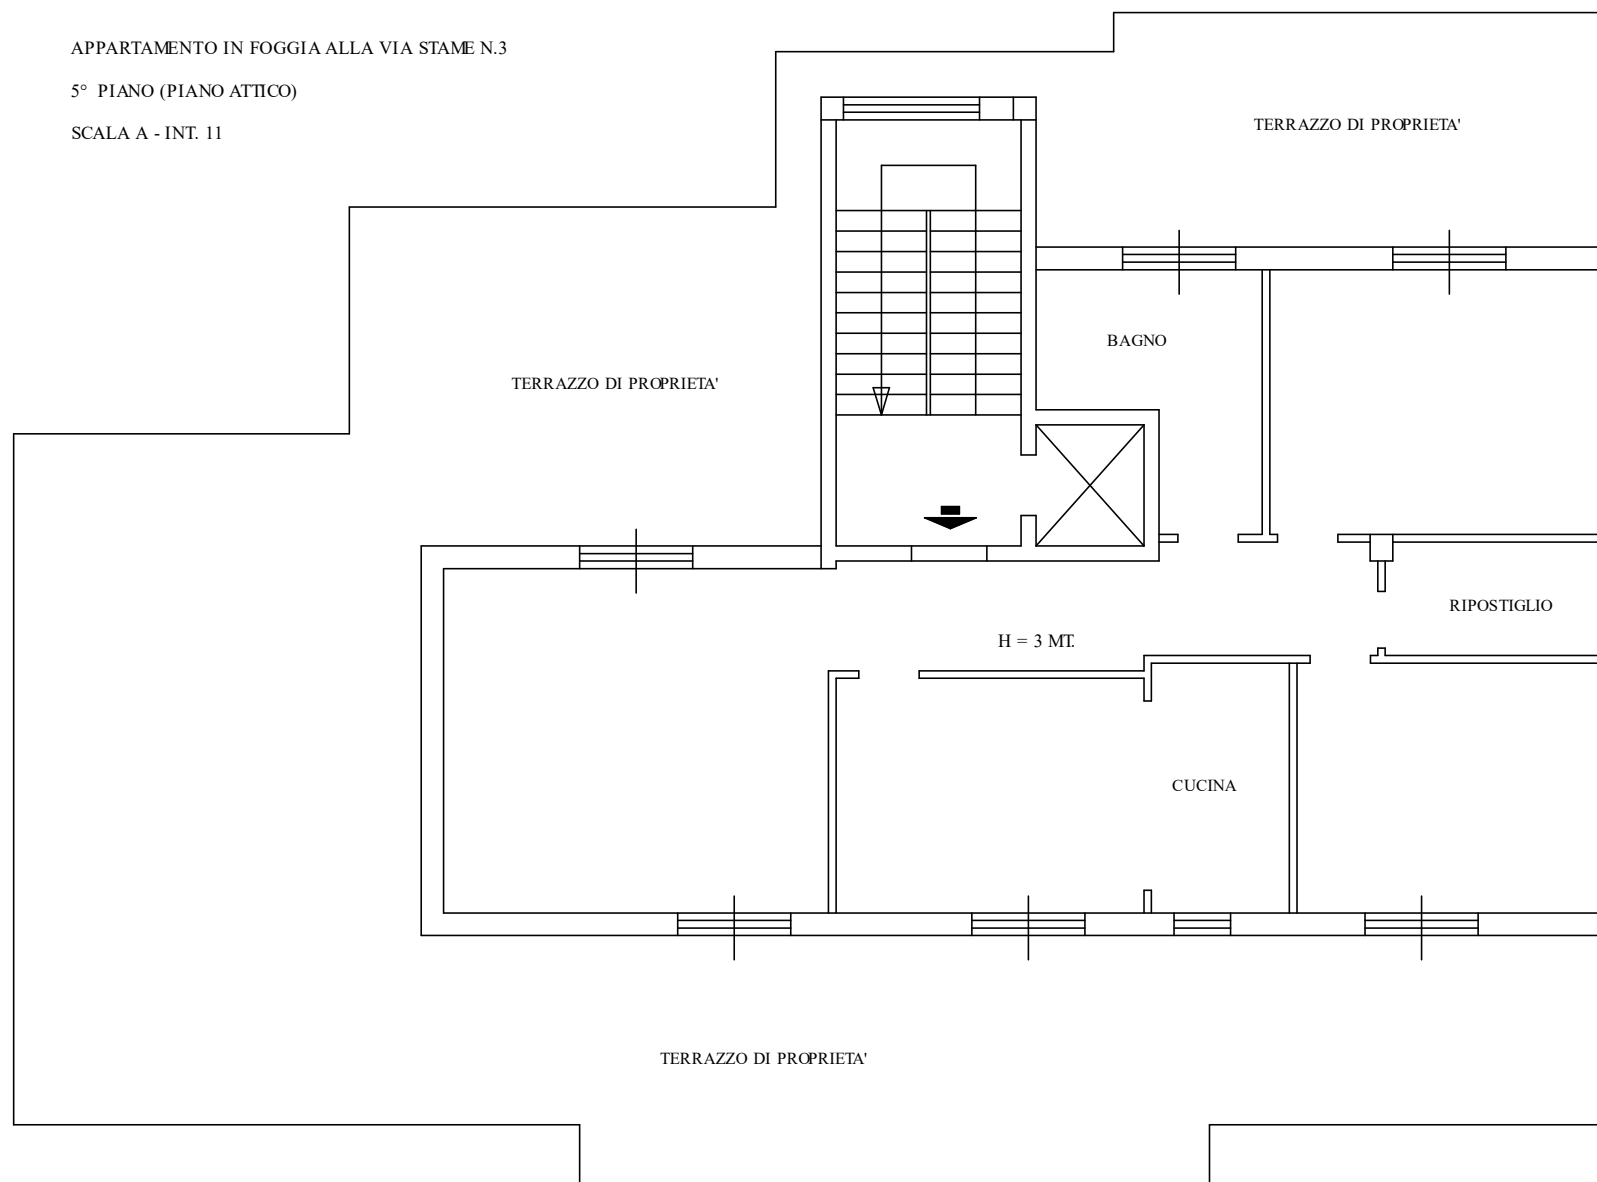 APPARTAMENTO IN FOGGIA ALLA VIA STAME N.3
5° PIANO (PIANO ATTICO)
SCALA A - INT. 11
TERRAZZO DI PROPRIETA'
BAGNO
TERRAZZO DI PROPRIETA'
RIPOSTIGLIO
H = 3 MT.
CUCINA
TERRAZZO DI PROPRIETA'